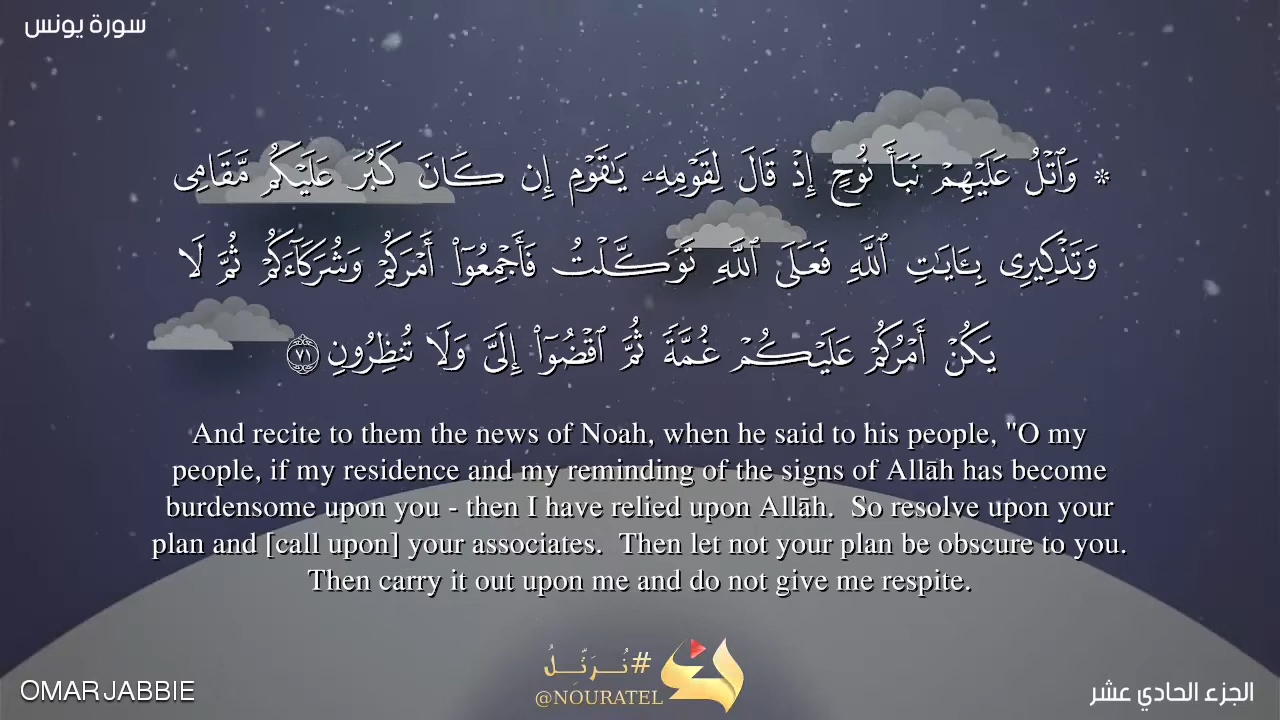 سورة يونس
۞ وَٱتۡلُ عَلَيۡهِمۡ نَبَأَ نُوحٍ إِذۡ قَالَ لِقَوۡمِهِۦ يَٰقَوۡمِ إِن كَانَ كَبُرَ عَلَيۡكُم مَّقَامِى
وَتَذۡكِيرِى بِـَٔايَٰتِ ٱللَّهِ فَعَلَى ٱللَّهِ تَوَكَّلۡتُ فَأَجۡمِعُوٓاْ أَمۡرَكُمۡ وَشُرَكَآءَكُمۡ ثُمَّ لَا
يَكُنۡ أَمۡرُكُمۡ عَلَيۡكُمۡ غُمَّةٗ ثُمَّ ٱقۡضُوٓاْ إِلَىَّ وَلَا تُنظِرُونِ ٧١
And recite to them the news of Noah, when he said to his people, "O my
people, if my residence and my reminding of the signs of Allāh has become
burdensome upon you - then I have relied upon Allāh.  So resolve upon your
plan and [call upon] your associates.  Then let not your plan be obscure to you.
Then carry it out upon me and do not give me respite.
#نُرَتِّلُ
@NOURATEL
OMAR JABBIE
الجزء الحادي عشر